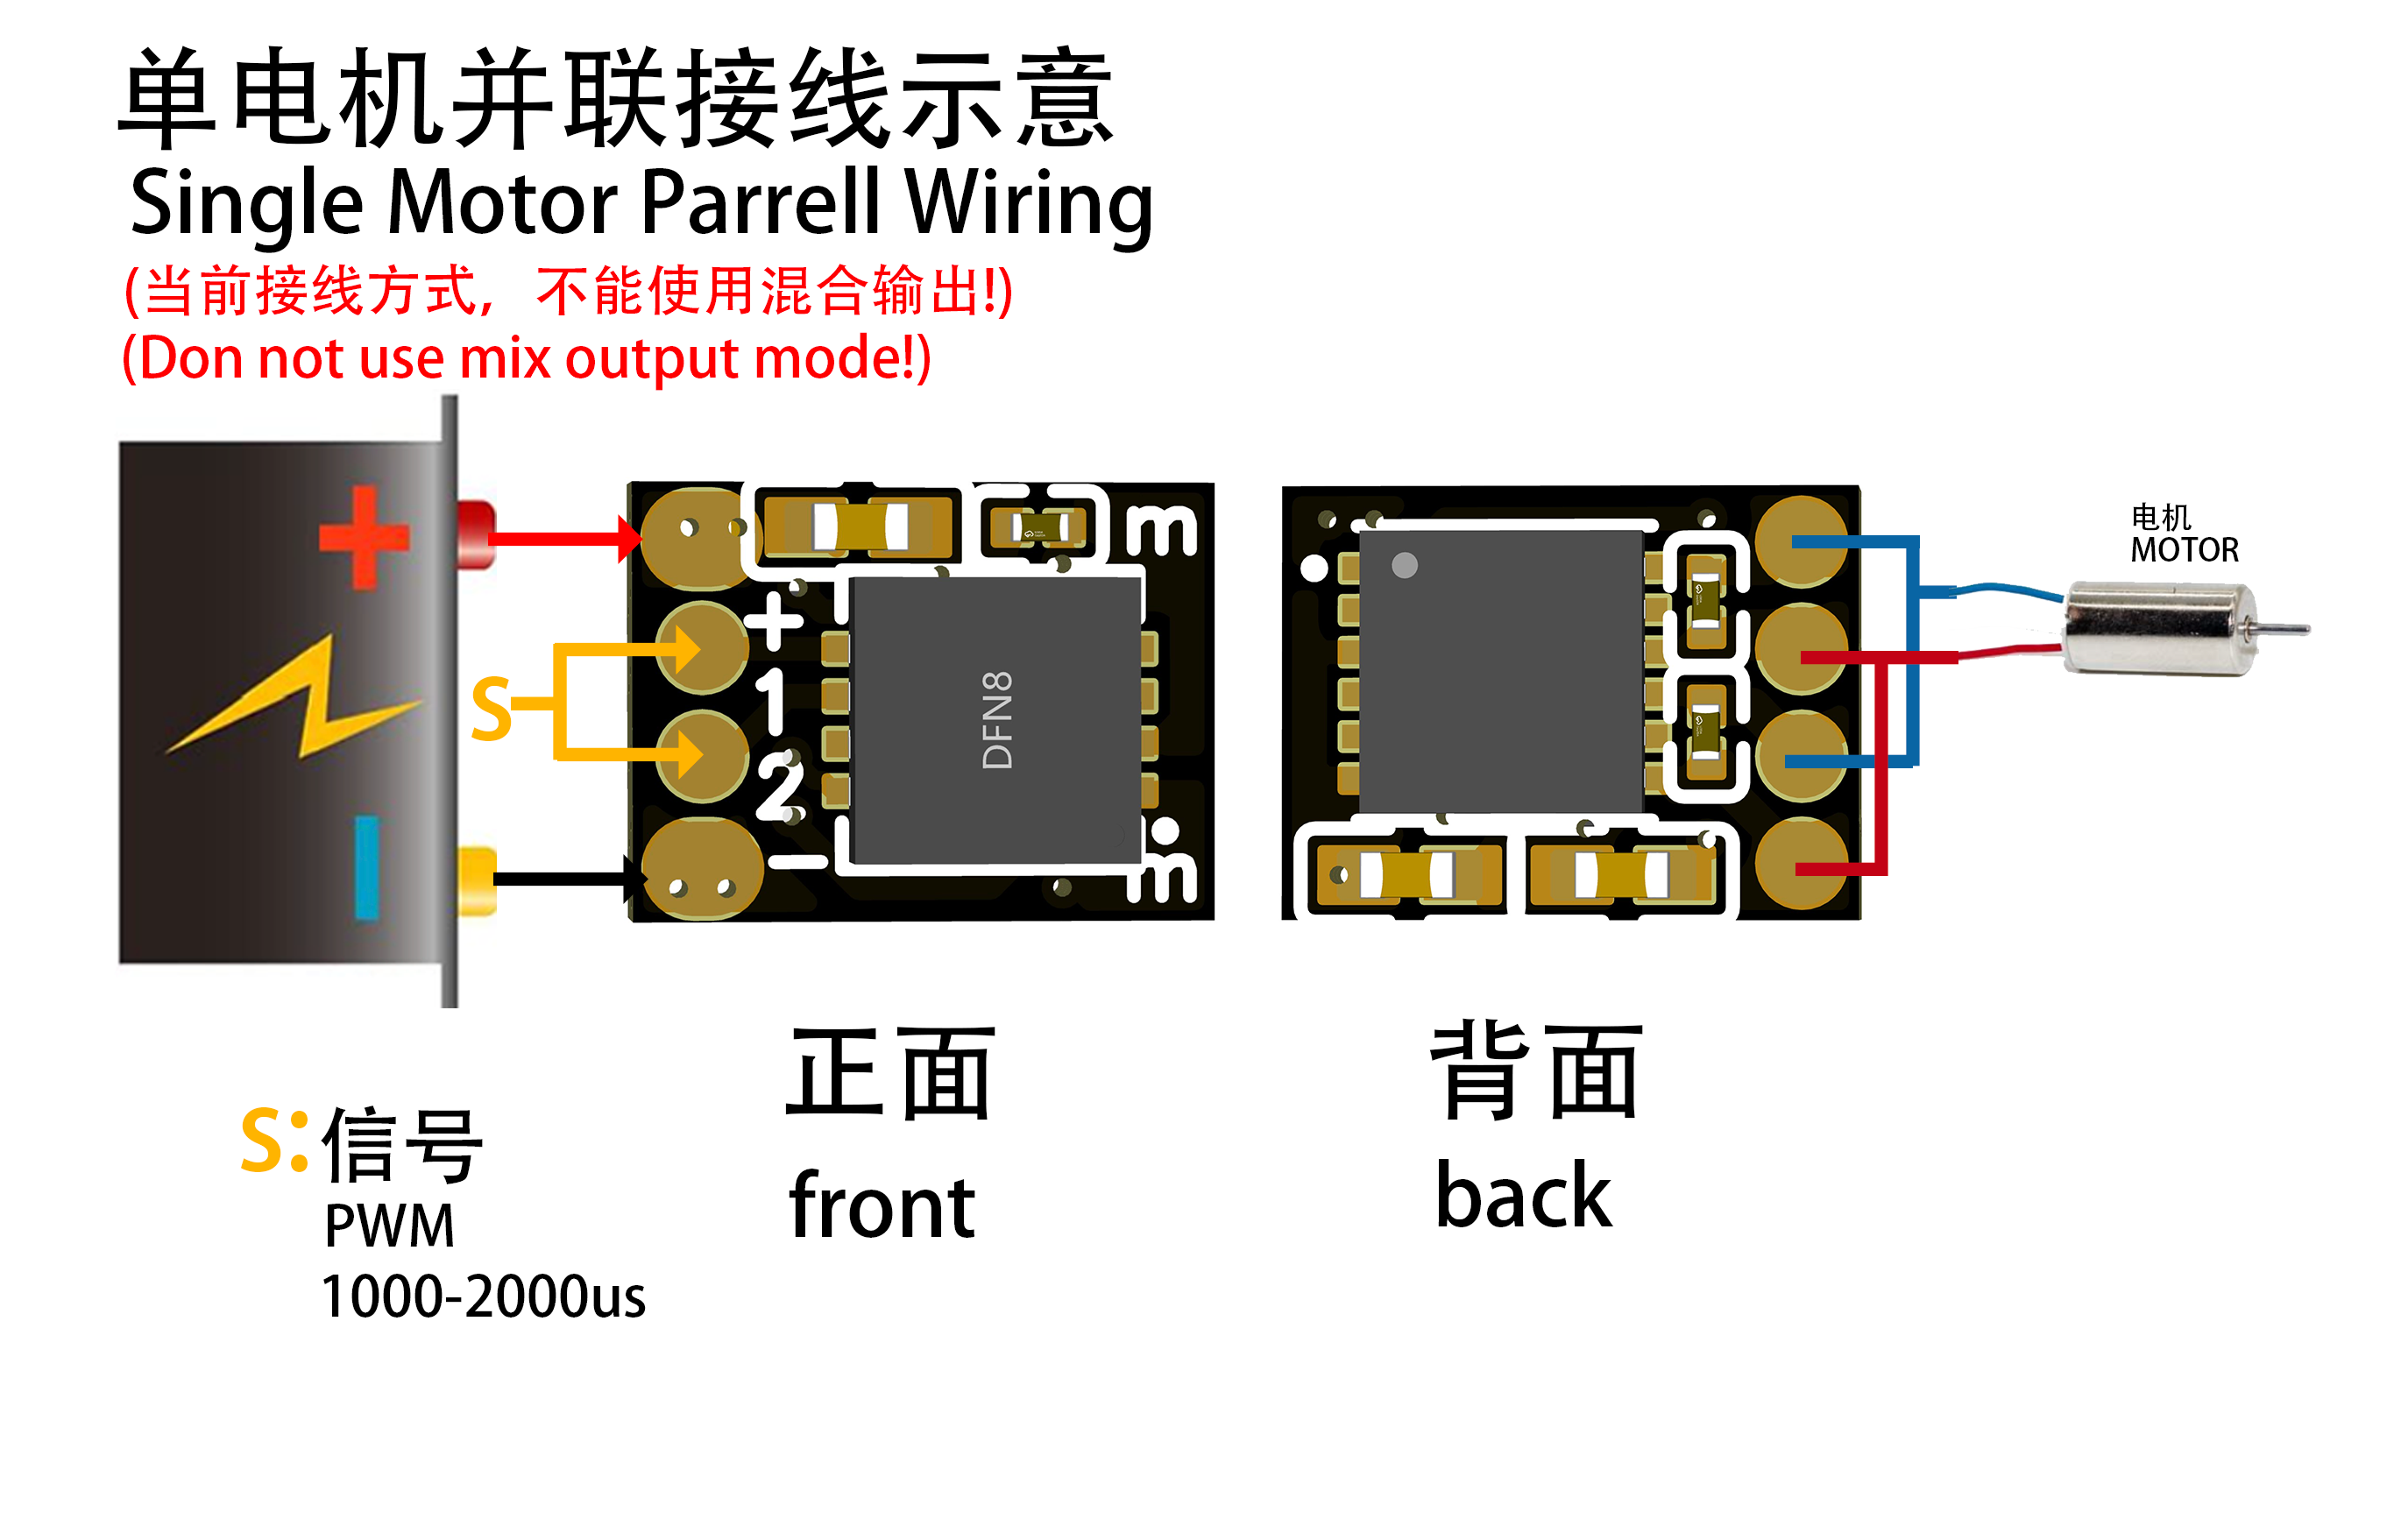 单电机并联接线示意
Single Motor Parrell Wiring
(当前接线方式，不能使用混合输出!)
(Don not use mix output mode!)
+
-
S
m
+
1
2
-
m
DFN8
电机
MOTOR
正面
front
背面
back
S:信号
PWM
1000-2000us